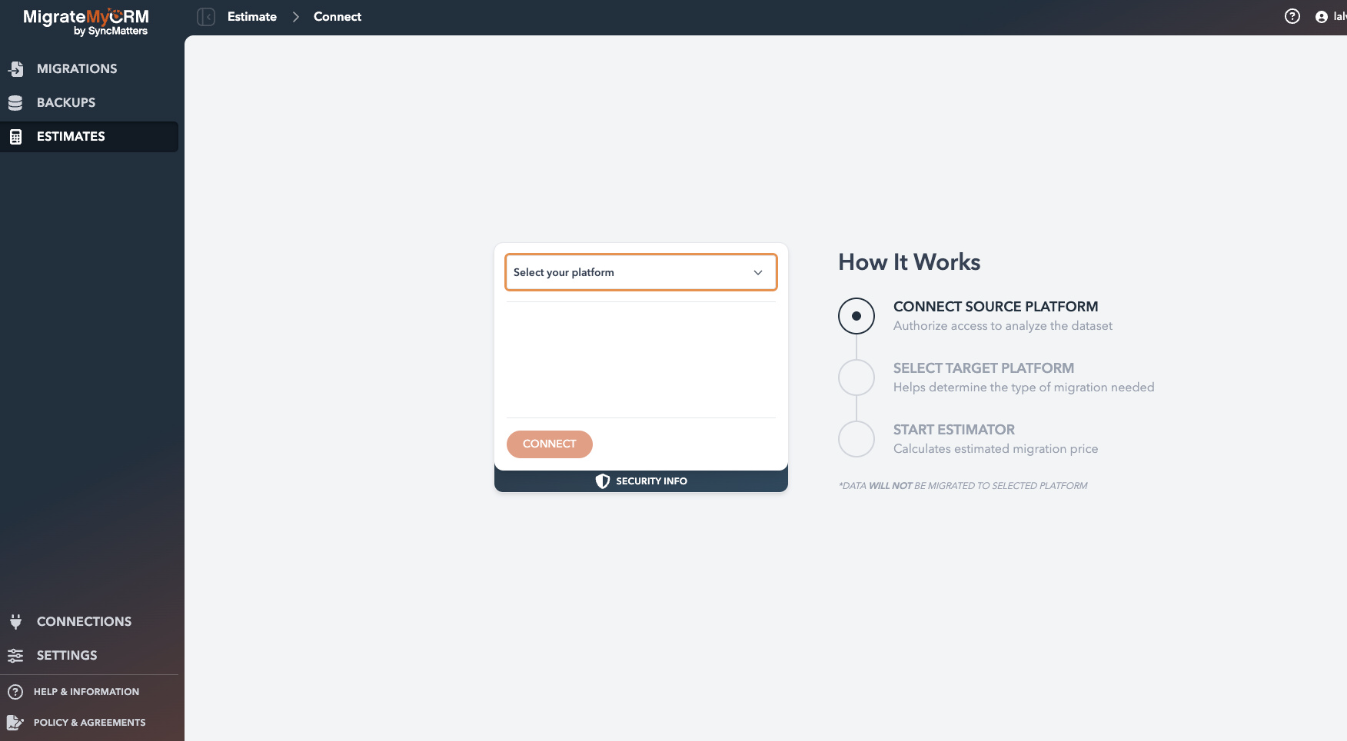 MigrateMyCRM
by SyncMatters
Estimate
Connect
MIGRATIONS
BACKUPS
ESTIMATES
Select your platform
CONNECT
SECURITY INFO
How It Works
CONNECT SOURCE PLATFORM
Authorize access to analyze the dataset
SELECT TARGET PLATFORM
Helps determine the type of migration needed
START ESTIMATOR
Calculates estimated migration price
*DATA WILL NOT BE MIGRATED TO SELECTED PLATFORM
CONNECTIONS
SETTINGS
HELP & INFORMATION
POLICY & AGREEMENTS